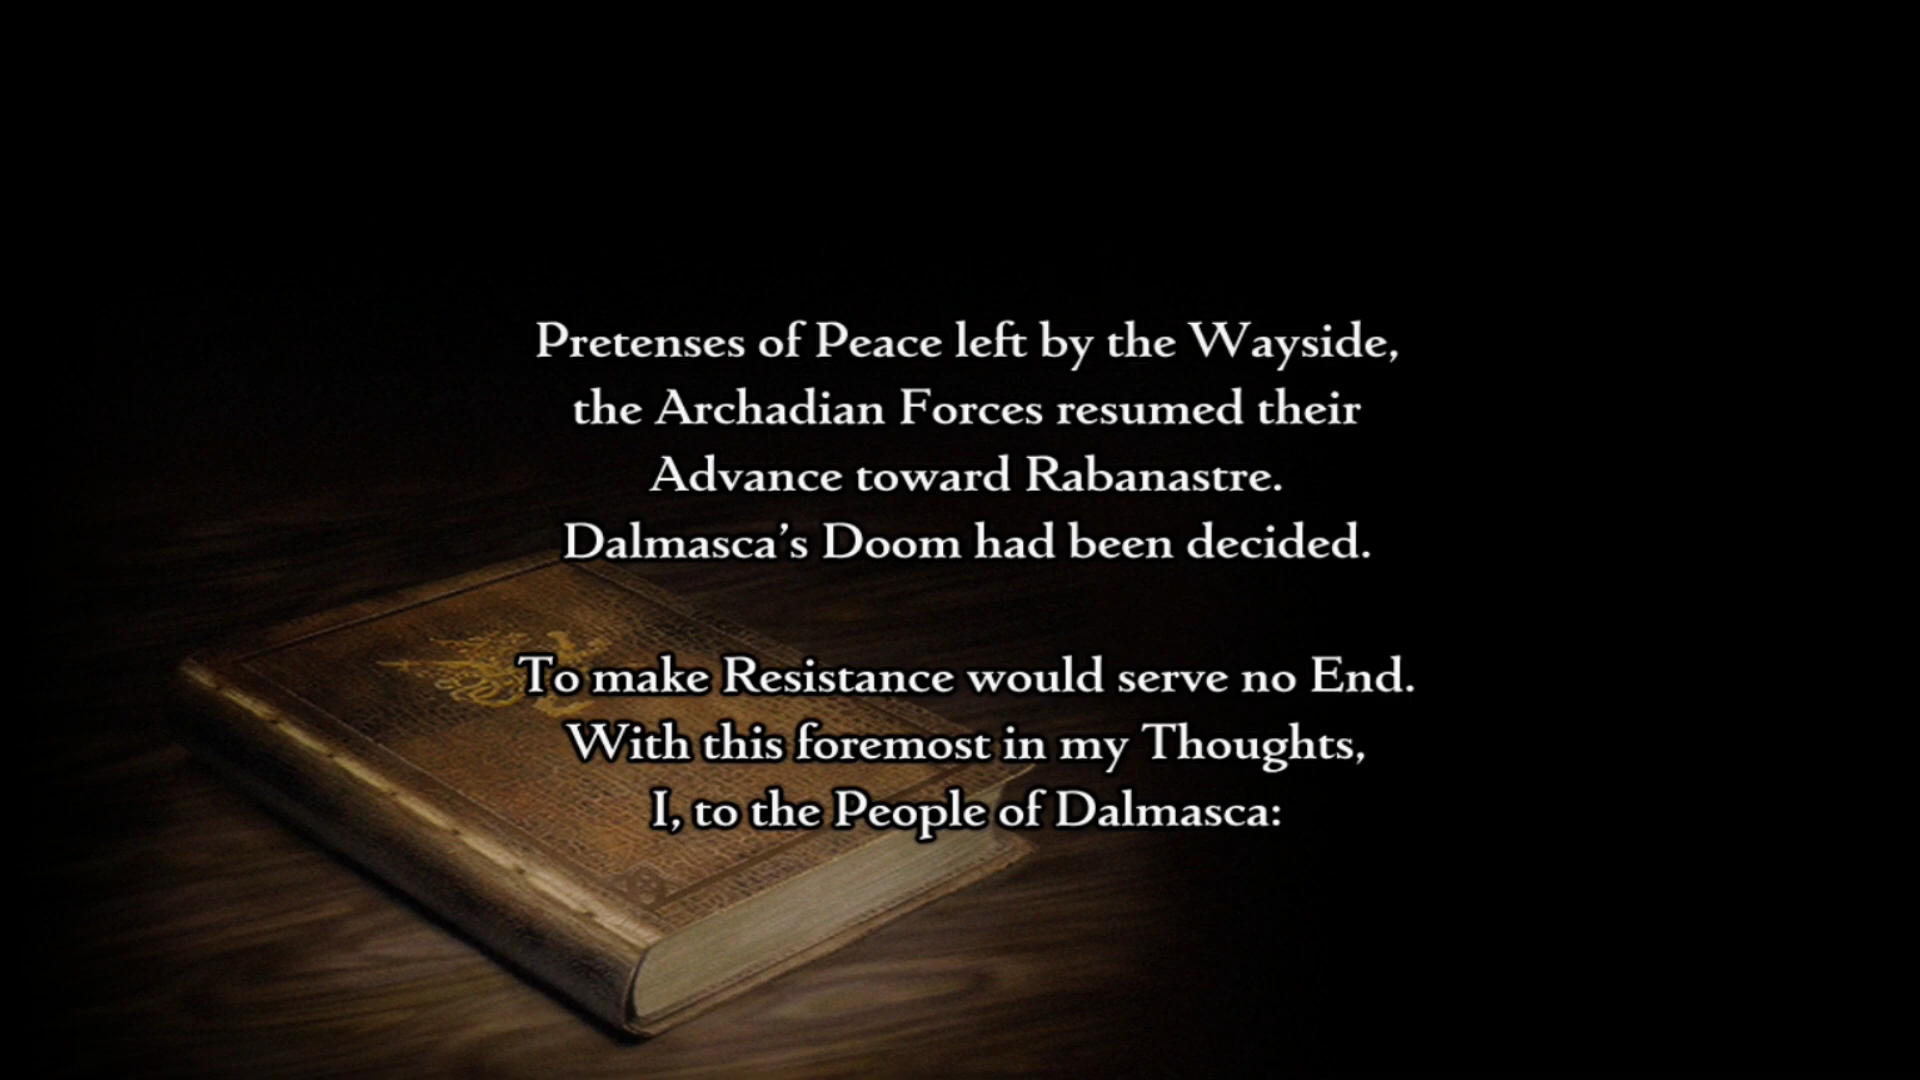 Pretenses of Peace left by the Wayside,
the Archadian Forces resumed their
Advance toward Rabanastre.
Dalmasca’s Doom had been decided.
To make Resistance would serve no End.
With this foremost in my Thoughts,
I, to the People of Dalmasca: